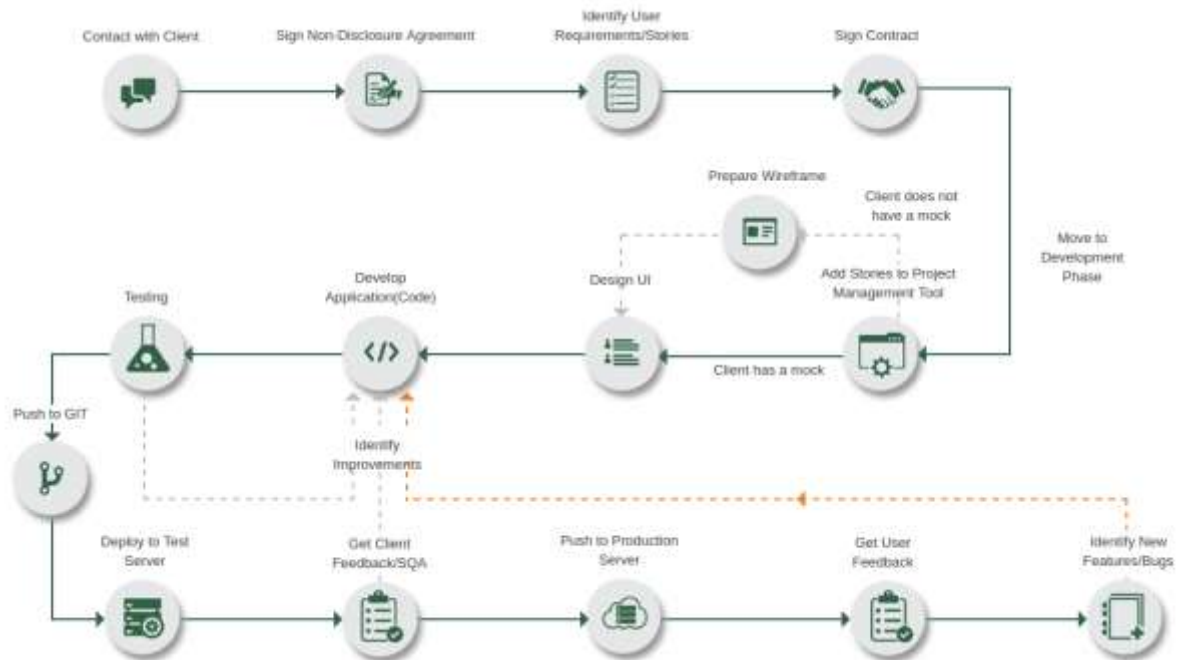 Contact with Client
Sign Non-Disclosure Agreement
Identify User
Requirements/Stories
Sign Contract
Prepare Wireframe
Client does not
have a mock
Move to
Development
Phase
Testing
Develop
Application(Code)
Design UI
Add Stories to Project
Management Tool
Client has a mock
Push to GIT
Identify
Improvements
Deploy to Test
Server
Get Client
Feedback/SQA
Push to Production
Server
Get User
Feedback
Identify New
Features/Bugs